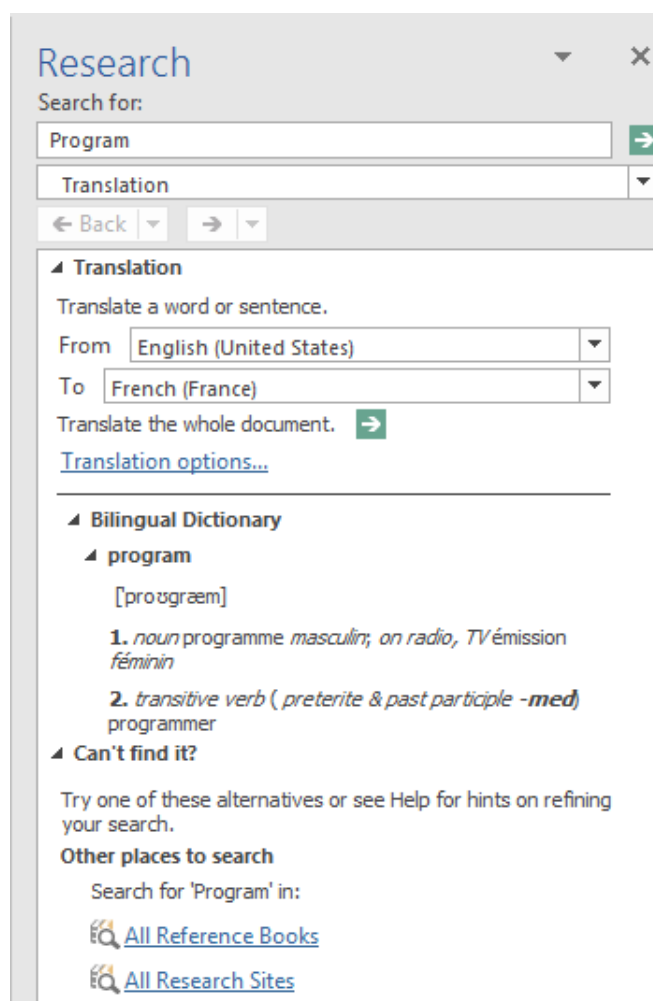 Research
Search for:
Program
Translation
Back
Translation
Translate a word or sentence.
From English (United States)
To French (France)
Translate the whole document.
Translation options...
Bilingual Dictionary
program
['proʊgræm]
1. noun programme masculin; on radio, TV émission
féminin
2. transitive verb ( preterite & past participle -med)
programmer
Can't find it?
Try one of these alternatives or see Help for hints on refining
your search.
Other places to search
Search for 'Program' in:
All Reference Books
All Research Sites